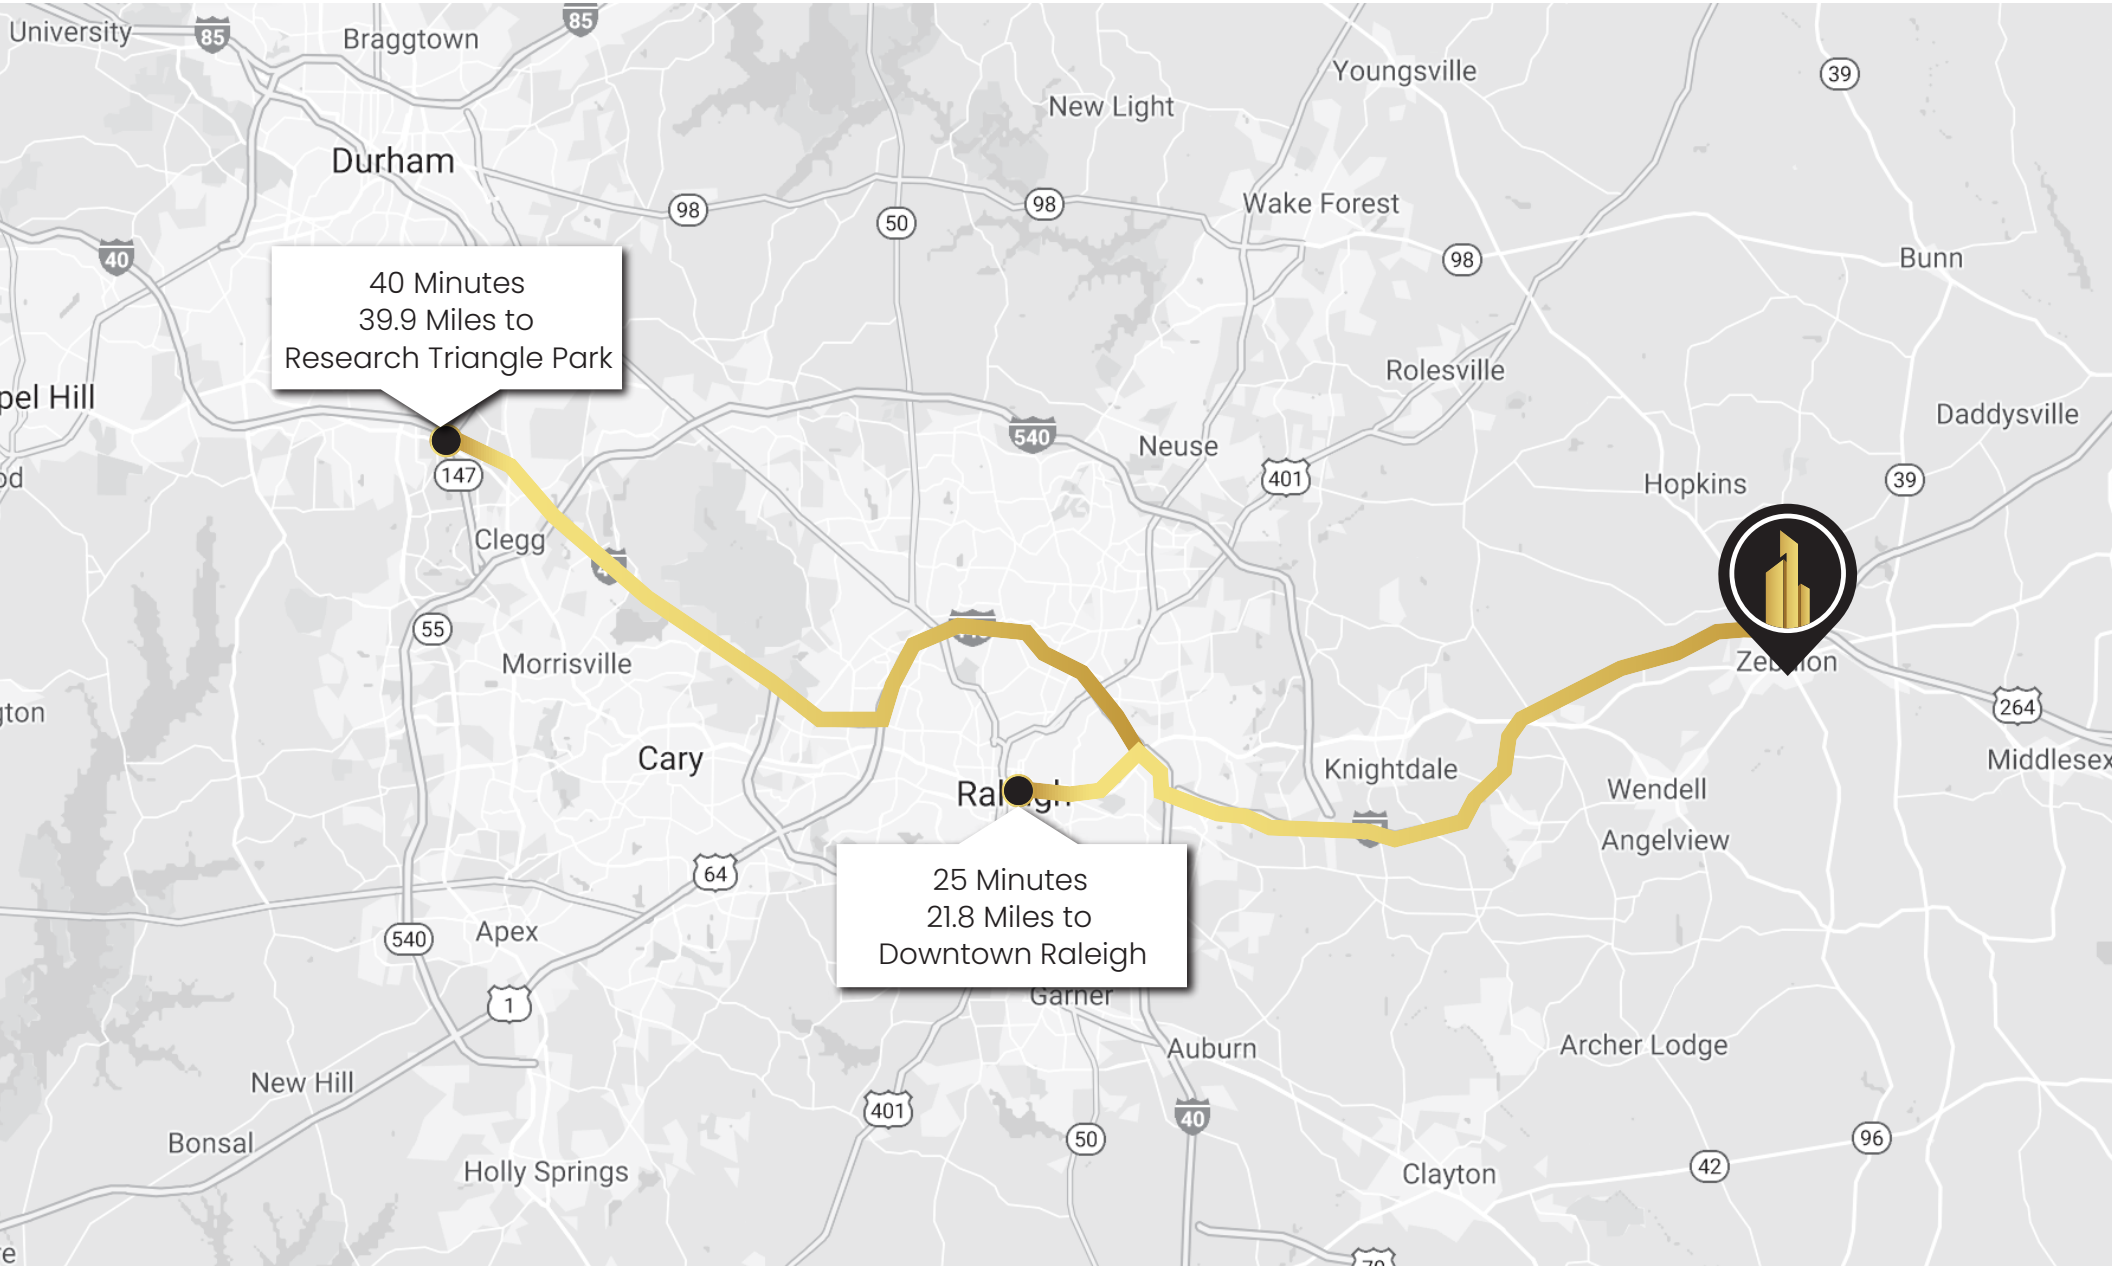 University
85
Braggtown
85
Youngsville
39
New Light
Durham
98
50
98
Wake Forest
98
Bunn
40
40 Minutes
39.9 Miles to
Research Triangle Park
pel Hill
Rolesville
Daddysville
540
Neuse
401
Hopkins
39
od
147
Clegg
55
Morrisville
gton
Cary
264
Middlesex
Knightdale
Wendell
Angelview
64
25 Minutes
21.8 Miles to
Downtown Raleigh
540
Apex
1
Garner
Auburn
Archer Lodge
New Hill
401
40
50
96
Bonsal
Holly Springs
42
Clayton
re